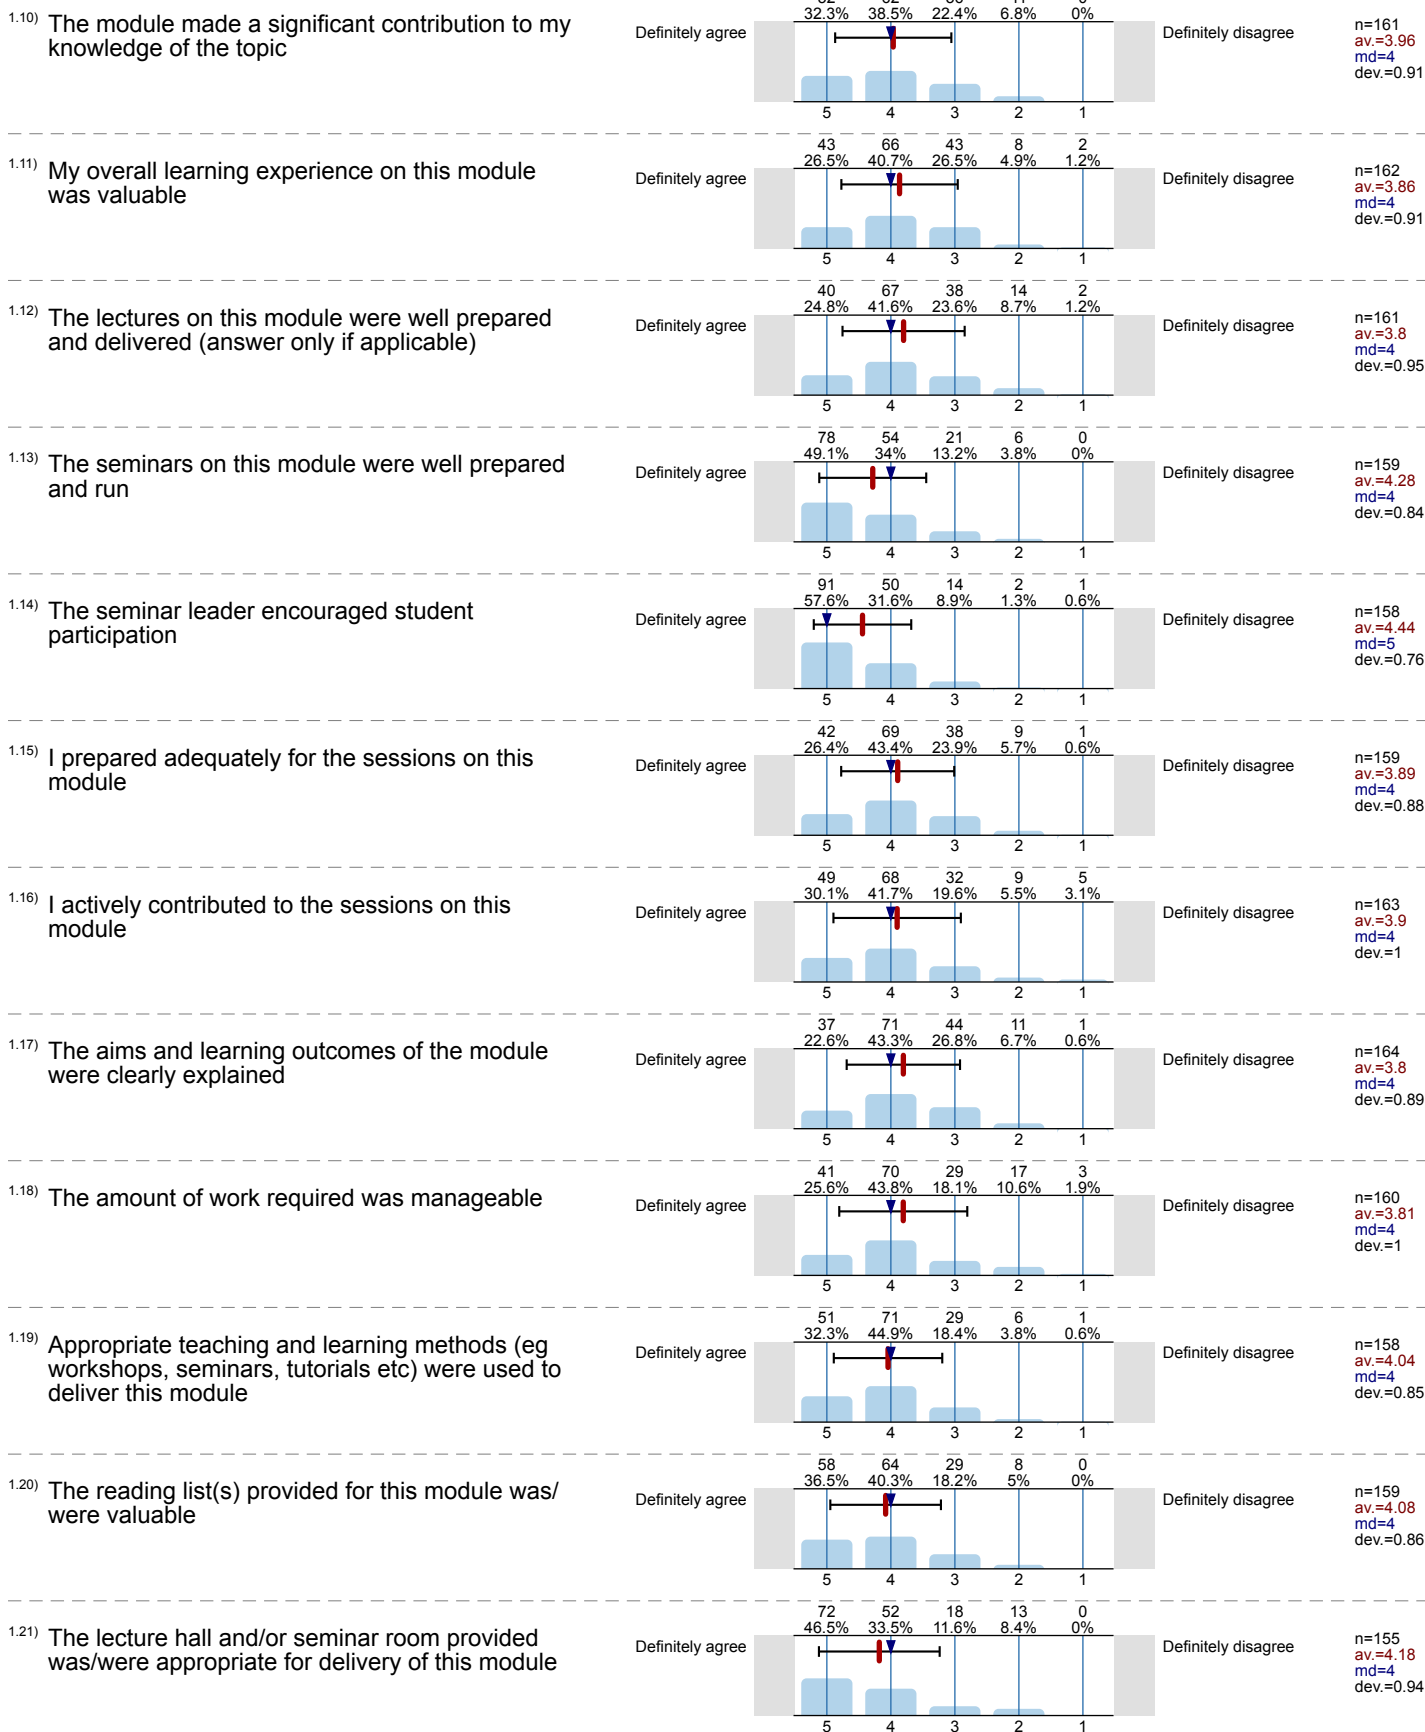 32.3% 38.5% 22.4% 6.8% 0%
1.10) The module made a significant contribution to my
knowledge of the topic
Definitely agree Definitely disagree
n=161
av.=3.96
md=4
dev.=0.91
5 4 3 2 1
43 66 43 8 2
26.5% 40.7% 26.5% 4.9% 1.2%
1.11) My overall learning experience on this module
was valuable
Definitely agree Definitely disagree
n=162
av.=3.86
md=4
dev.=0.91
5 4 3 2 1
40 67 38 14 2
24.8% 41.6% 23.6% 8.7% 1.2%
1.12) The lectures on this module were well prepared
and delivered (answer only if applicable)
Definitely agree Definitely disagree
n=161
av.=3.8
md=4
dev.=0.95
5 4 3 2 1
78 54 21 6 0
49.1% 34% 13.2% 3.8% 0%
1.13) The seminars on this module were well prepared
and run
Definitely agree Definitely disagree
n=159
av.=4.28
md=4
dev.=0.84
5 4 3 2 1
91 50 14 2 1
57.6% 31.6% 8.9% 1.3% 0.6%
1.14) The seminar leader encouraged student
participation
Definitely agree Definitely disagree
n=158
av.=4.44
md=5
dev.=0.76
5 4 3 2 1
42 69 38 9 1
26.4% 43.4% 23.9% 5.7% 0.6%
1.15) I prepared adequately for the sessions on this
module
Definitely agree Definitely disagree
n=159
av.=3.89
md=4
dev.=0.88
5 4 3 2 1
49 68 32 9 5
30.1% 41.7% 19.6% 5.5% 3.1%
1.16) I actively contributed to the sessions on this
module
Definitely agree Definitely disagree
n=163
av.=3.9
md=4
dev.=1
5 4 3 2 1
37 71 44 11 1
22.6% 43.3% 26.8% 6.7% 0.6%
1.17) The aims and learning outcomes of the module
were clearly explained
Definitely agree Definitely disagree
n=164
av.=3.8
md=4
dev.=0.89
5 4 3 2 1
41 70 29 17 3
25.6% 43.8% 18.1% 10.6% 1.9%
1.18) The amount of work required was manageable
Definitely agree Definitely disagree
n=160
av.=3.81
md=4
dev.=1
5 4 3 2 1
51 71 29 6 1
32.3% 44.9% 18.4% 3.8% 0.6%
1.19) Appropriate teaching and learning methods (eg
workshops, seminars, tutorials etc) were used to
deliver this module
Definitely agree Definitely disagree
n=158
av.=4.04
md=4
dev.=0.85
5 4 3 2 1
58 64 29 8 0
36.5% 40.3% 18.2% 5% 0%
1.20) The reading list(s) provided for this module was/
were valuable
Definitely agree Definitely disagree
n=159
av.=4.08
md=4
dev.=0.86
5 4 3 2 1
72 52 18 13 0
46.5% 33.5% 11.6% 8.4% 0%
1.21) The lecture hall and/or seminar room provided
was/were appropriate for delivery of this module
Definitely agree Definitely disagree
n=155
av.=4.18
md=4
dev.=0.94
5 4 3 2 1